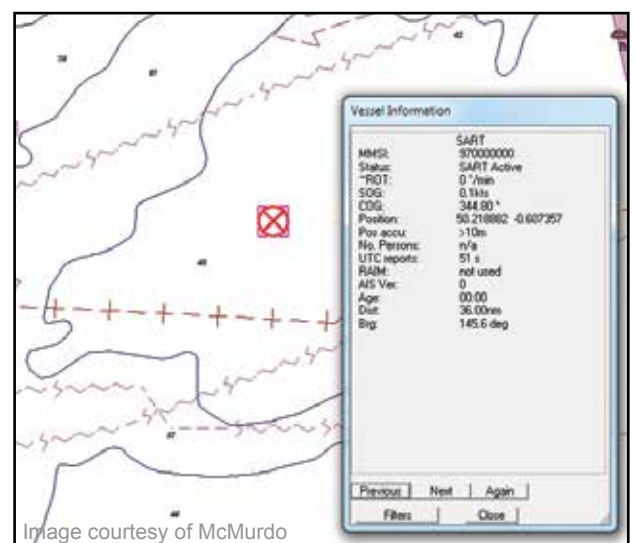 Vessel Information
SART
MMSI: 970000000
Status: SART Active
~ROT: 0 °/min
SOG: 0.1kts
COG: 344.80 °
Position: 50.218882 -0.607357
Pos accu: >10m
No. Persons: n/a
UTC reports: 51 s
RAIM: not used
AIS Ver: 0
Age: 00:00
Dist: 36.00nm
Brg: 145.6 deg
Previous Next Again
Filters Close
Image courtesy of McMurdo